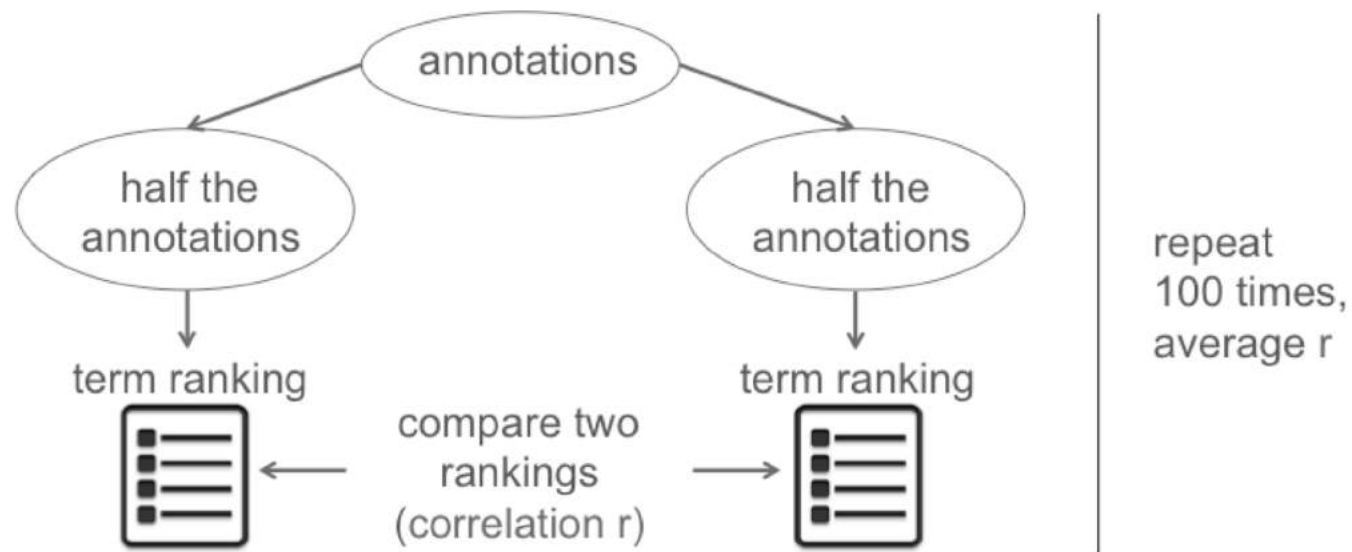 annotations
half the
annotations
half the
annotations
term ranking
term ranking
compare two
rankings
(correlation r)
repeat
100 times,
average r